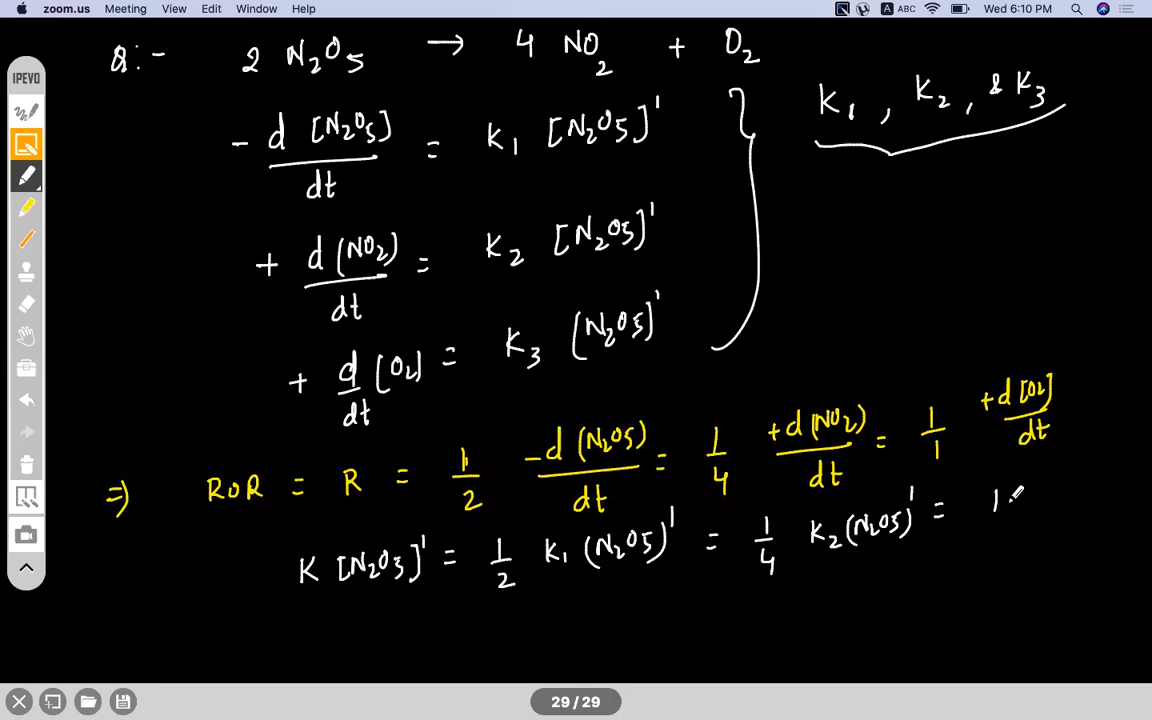 zoom.us Meeting View Edit Window Help A ABC Wed 6:10 PM
IPEVO
Q:- 2 N₂O₅ → 4 NO₂ + O₂
K₁, K₂, & K₃
- d [N₂O₅] / dt = K₁ [N₂O₅]¹
+ d (NO₂) / dt = K₂ [N₂O₅]¹
+ d/dt [O₂] = K₃ (N₂O₅)¹
=) ROR = R = 1/2 -d (N₂O₅)/dt = 1/4 +d (NO₂)/dt = 1/1 +d [O₂]/dt
K [N₂O₅]¹ = 1/2 K₁ (N₂O₅)¹ = 1/4 K₂ (N₂O₅)¹ = 1
29 / 29